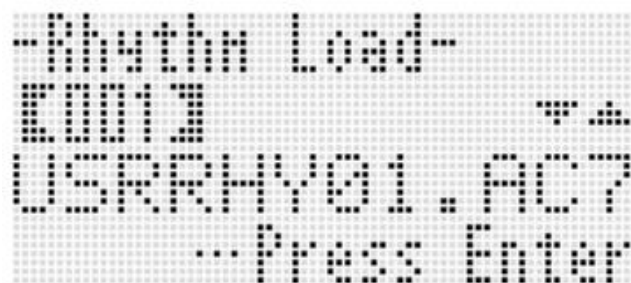 -Rhythm Load-
【001】 ▼▲
USRRHY01.AC7
…Press Enter